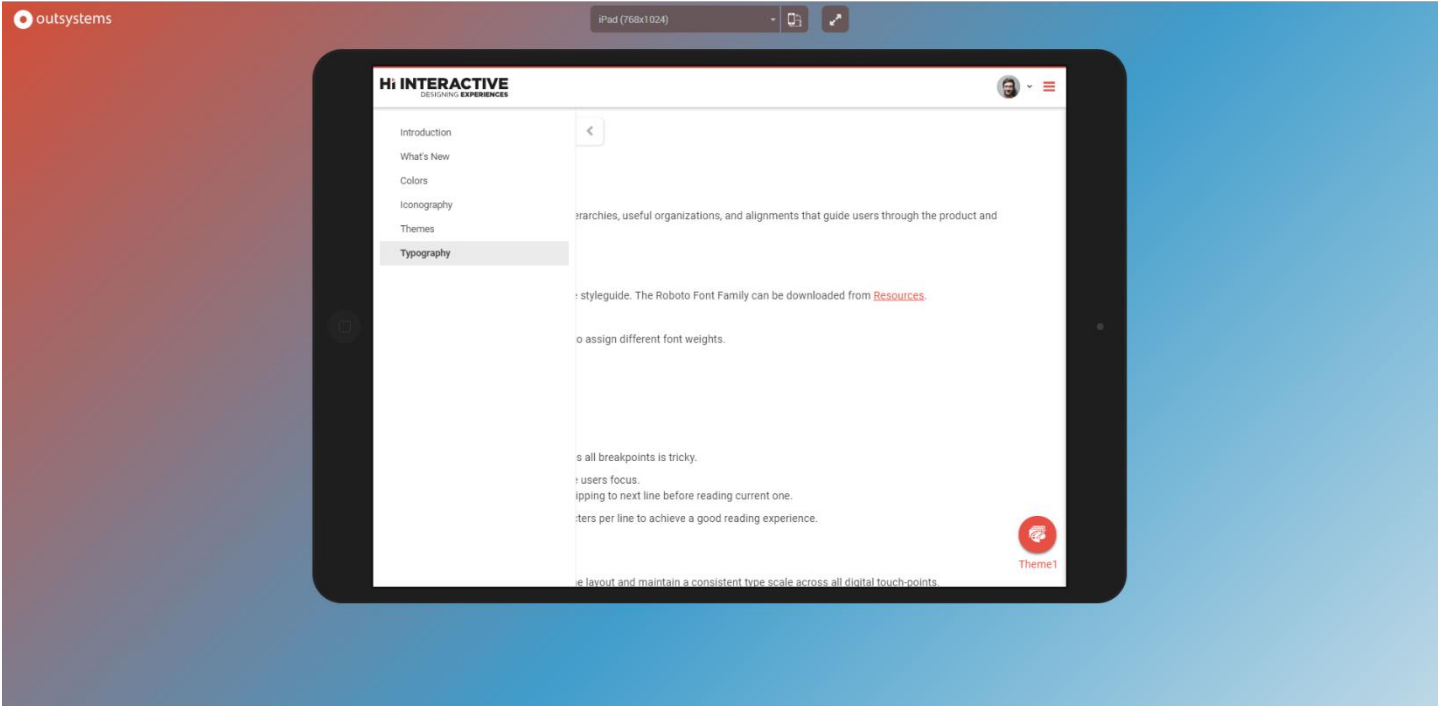 outsystems
iPad (768x1024)
Hi INTERACTIVE
DESIGNING EXPERIENCES
Introduction
What's New
Colors
Iconography
Themes
Typography
erarchies, useful organizations, and alignments that guide users through the product and
styleguide. The Roboto Font Family can be downloaded from Resources.
o assign different font weights.
s all breakpoints is tricky.
users focus.
ipping to next line before reading current one.
cters per line to achieve a good reading experience.
Theme1
e layout and maintain a consistent type scale across all digital touch-points.